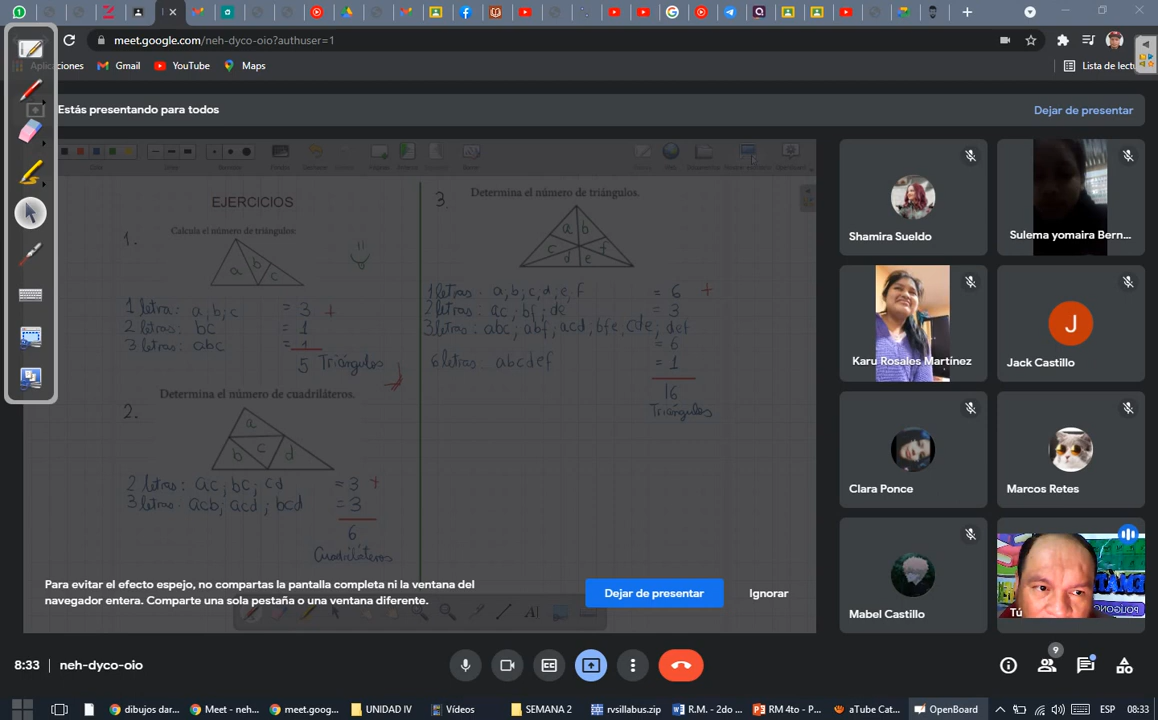 meet.google.com/neh-dyco-oio?authuser=1
Aplicaciones
Gmail
YouTube
Maps
Lista de lectu
Estás presentando para todos
Dejar de presentar
EJERCICIOS
1.
Calcula el número de triángulos
a
b
c
1 letra: a; b; c = 3 +
2 letras: bc = 1
3 letras: abc = 1
5 Triángulos
Determina el número de cuadriláteros.
2.
a
b
c
d
2 letras: ac; bc; cd = 3 +
3 letras: acb; acd; bcd = 3
6
Cuadriláteros
3.
Determina el número de triángulos.
a
b
c
d
e
f
1 letras: a, b; c, d, e, f = 6 +
2 letras: ac; bf; de = 3
3 letras: abc; abf; acd, bfe, cde; def
= 6
6 letras: abcdef = 1
16
Triángulos
Shamira Sueldo
Sulema yomaira Bern...
Karu Rosales Martínez
J
Jack Castillo
Clara Ponce
Marcos Retes
Mabel Castillo
Tú
POLÍGONO
Para evitar el efecto espejo, no compartas la pantalla completa ni la ventana del
navegador entera. Comparte una sola pestaña o una ventana diferente.
Dejar de presentar
Ignorar
8:33
neh-dyco-oio
9
dibujos dar...
Meet - neh...
meet.goog...
UNIDAD IV
Vídeos
SEMANA 2
rvsillabus.zip
R.M. - 2do ...
RM 4to - P...
aTube Cat...
OpenBoard
ESP
08:33